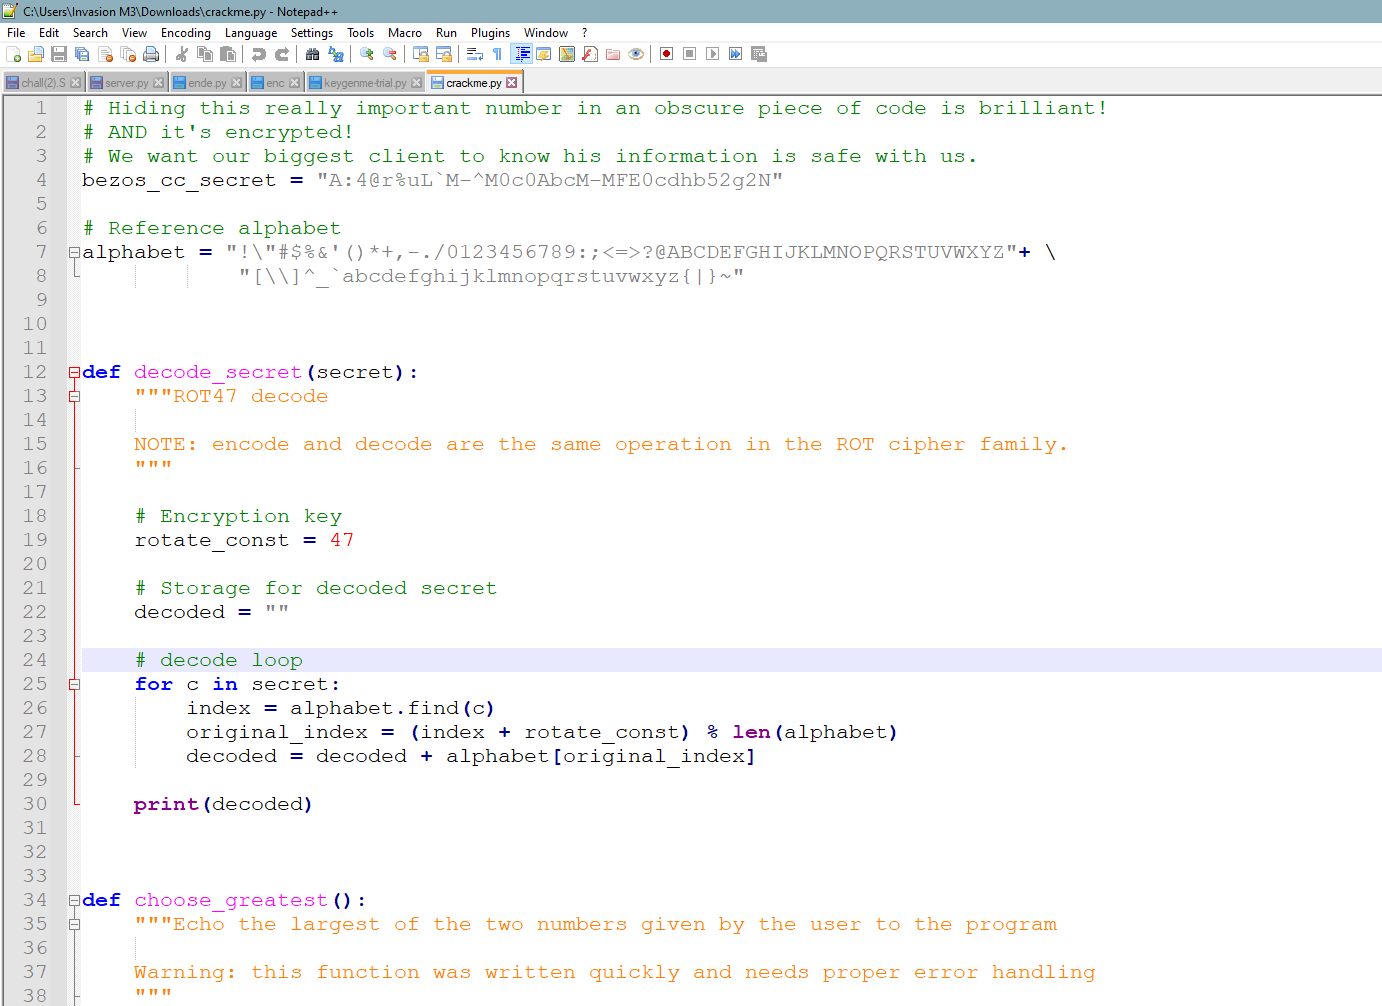 C:\Users\Invasion M3\Downloads\crackme.py - Notepad++
File Edit Search View Encoding Language Settings Tools Macro Run Plugins Window ?
chall(2).S server.py ende.py enc keygenme-trial.py crackme.py
1 # Hiding this really important number in an obscure piece of code is brilliant!
2 # AND it's encrypted!
3 # We want our biggest client to know his information is safe with us.
4 bezos_cc_secret = "A:4@r%uL`M-^M0c0AbcM-MFE0cdhb52g2N"
5
6 # Reference alphabet
7 alphabet = "!\"#$%&'()*+,-./0123456789:;<=>?@ABCDEFGHIJKLMNOPQRSTUVWXYZ"+ \
8             "[\\]^_`abcdefghijklmnopqrstuvwxyz{|}~"
9
10
11
12 def decode_secret(secret):
13     """ROT47 decode
14
15     NOTE: encode and decode are the same operation in the ROT cipher family.
16     """
17
18     # Encryption key
19     rotate_const = 47
20
21     # Storage for decoded secret
22     decoded = ""
23
24     # decode loop
25     for c in secret:
26         index = alphabet.find(c)
27         original_index = (index + rotate_const) % len(alphabet)
28         decoded = decoded + alphabet[original_index]
29
30     print(decoded)
31
32
33
34 def choose_greatest():
35     """Echo the largest of the two numbers given by the user to the program
36
37     Warning: this function was written quickly and needs proper error handling
38     """